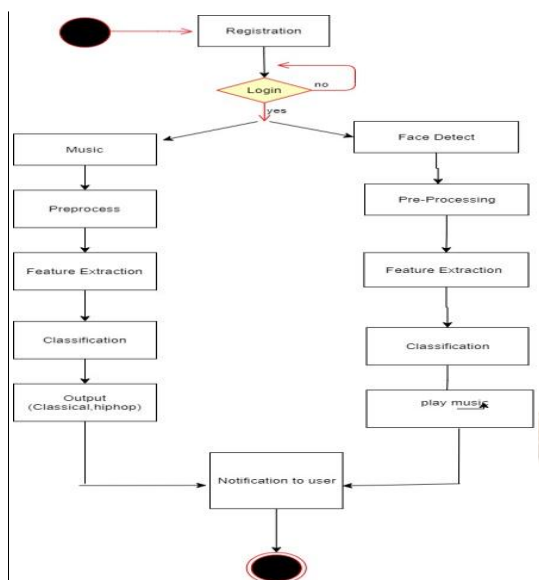 Registration
Login
no
yes
Music
Preprocess
Feature Extraction
Classification
Output
(Classical,hiphop)
Face Detect
Pre-Processing
Feature Extraction
Classification
play music
Notification to user